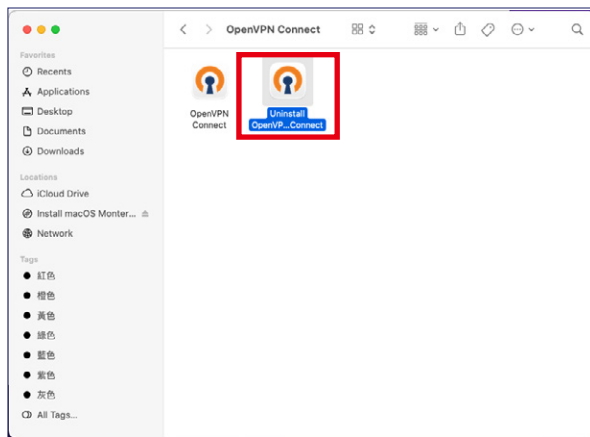 OpenVPN Connect
Favorites
Recents
Applications
Desktop
Documents
Downloads
Locations
iCloud Drive
Install macOS Monter...
Network
Tags
紅色
橙色
黃色
綠色
藍色
紫色
灰色
All Tags...
OpenVPN
Connect
Uninstall
OpenVP...Connect